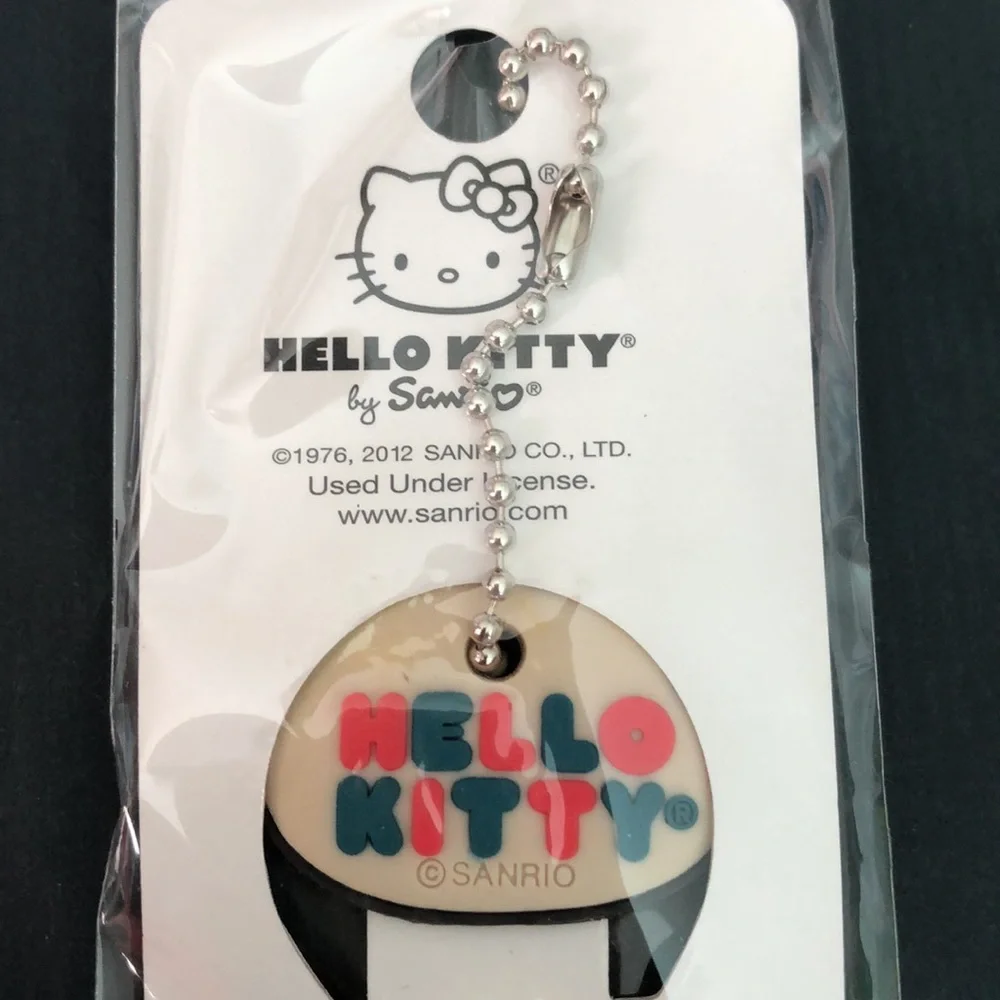 ®
HELLO KITTY®
by Sanrio®
©1976, 2012 SANRIO CO., LTD.
Used Under License.
www.sanrio.com
HELLO
KITTY®
©SANRIO